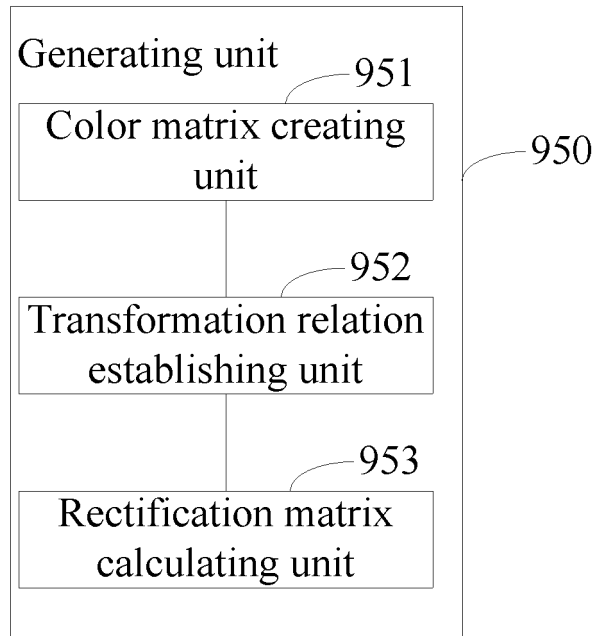 Generating unit
951
Color matrix creating
unit
950
952
Transformation relation
establishing unit
953
Rectification matrix
calculating unit